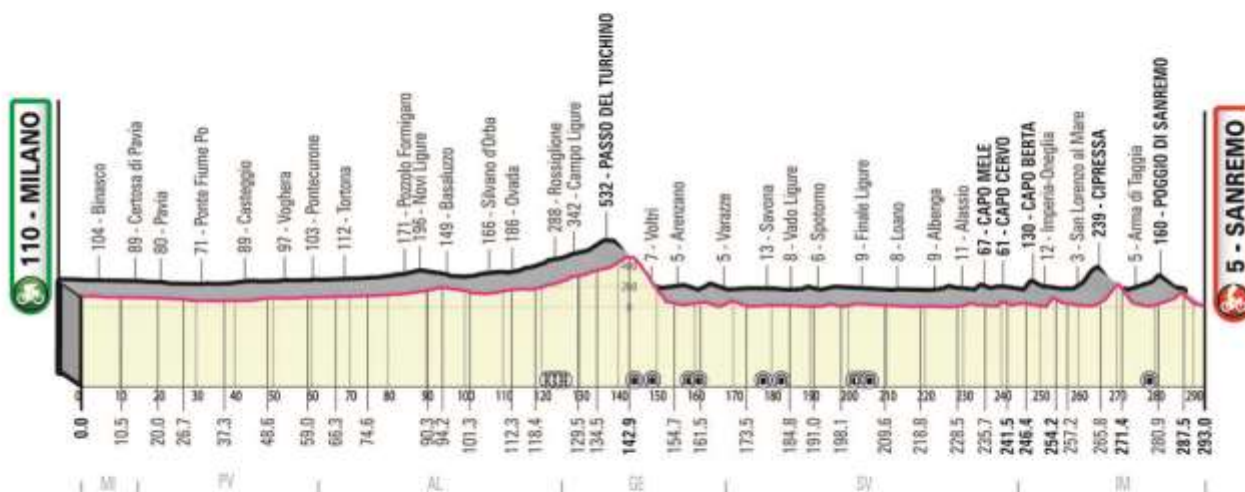 110 - MILANO
104 - Binasco
89 - Certosa di Pavia
80 - Pavia
71 - Ponte Fiume Po
89 - Casteggio
97 - Voghera
103 - Pontecurone
112 - Tortona
171 - Pozzolo Formigaro
196 - Novi Ligure
149 - Basaluzzo
166 - Silvano d'Orba
186 - Ovada
288 - Rossiglione
342 - Campo Ligure
532 - PASSO DEL TURCHINO
7 - Voltri
5 - Arenzano
5 - Varazze
13 - Savona
8 - Vado Ligure
6 - Spotorno
9 - Finale Ligure
8 - Loano
9 - Albenga
11 - Alassio
67 - CAPO MELE
61 - CAPO CERVO
130 - CAPO BERTA
12 - Imperia-Oneglia
3 - San Lorenzo al Mare
239 - CIPRESSA
5 - Arma di Taggia
160 - POGGIO DI SANREMO
5 - SANREMO
0 10 20 30 40 50 60 70 80 90 100 110 120 130 140 150 160 170 180 190 200 210 220 230 240 250 260 270 280 290
0.0 10.5 20.0 26.7 37.3 48.6 59.0 66.3 74.6 90.3 94.2 101.3 112.3 118.4 129.5 134.5 142.9 154.7 161.5 173.5 184.8 191.0 198.1 209.6 218.8 228.5 235.7 241.5 246.4 254.2 257.2 265.8 271.4 280.9 287.5 293.0
MI PV AL GE SV IM